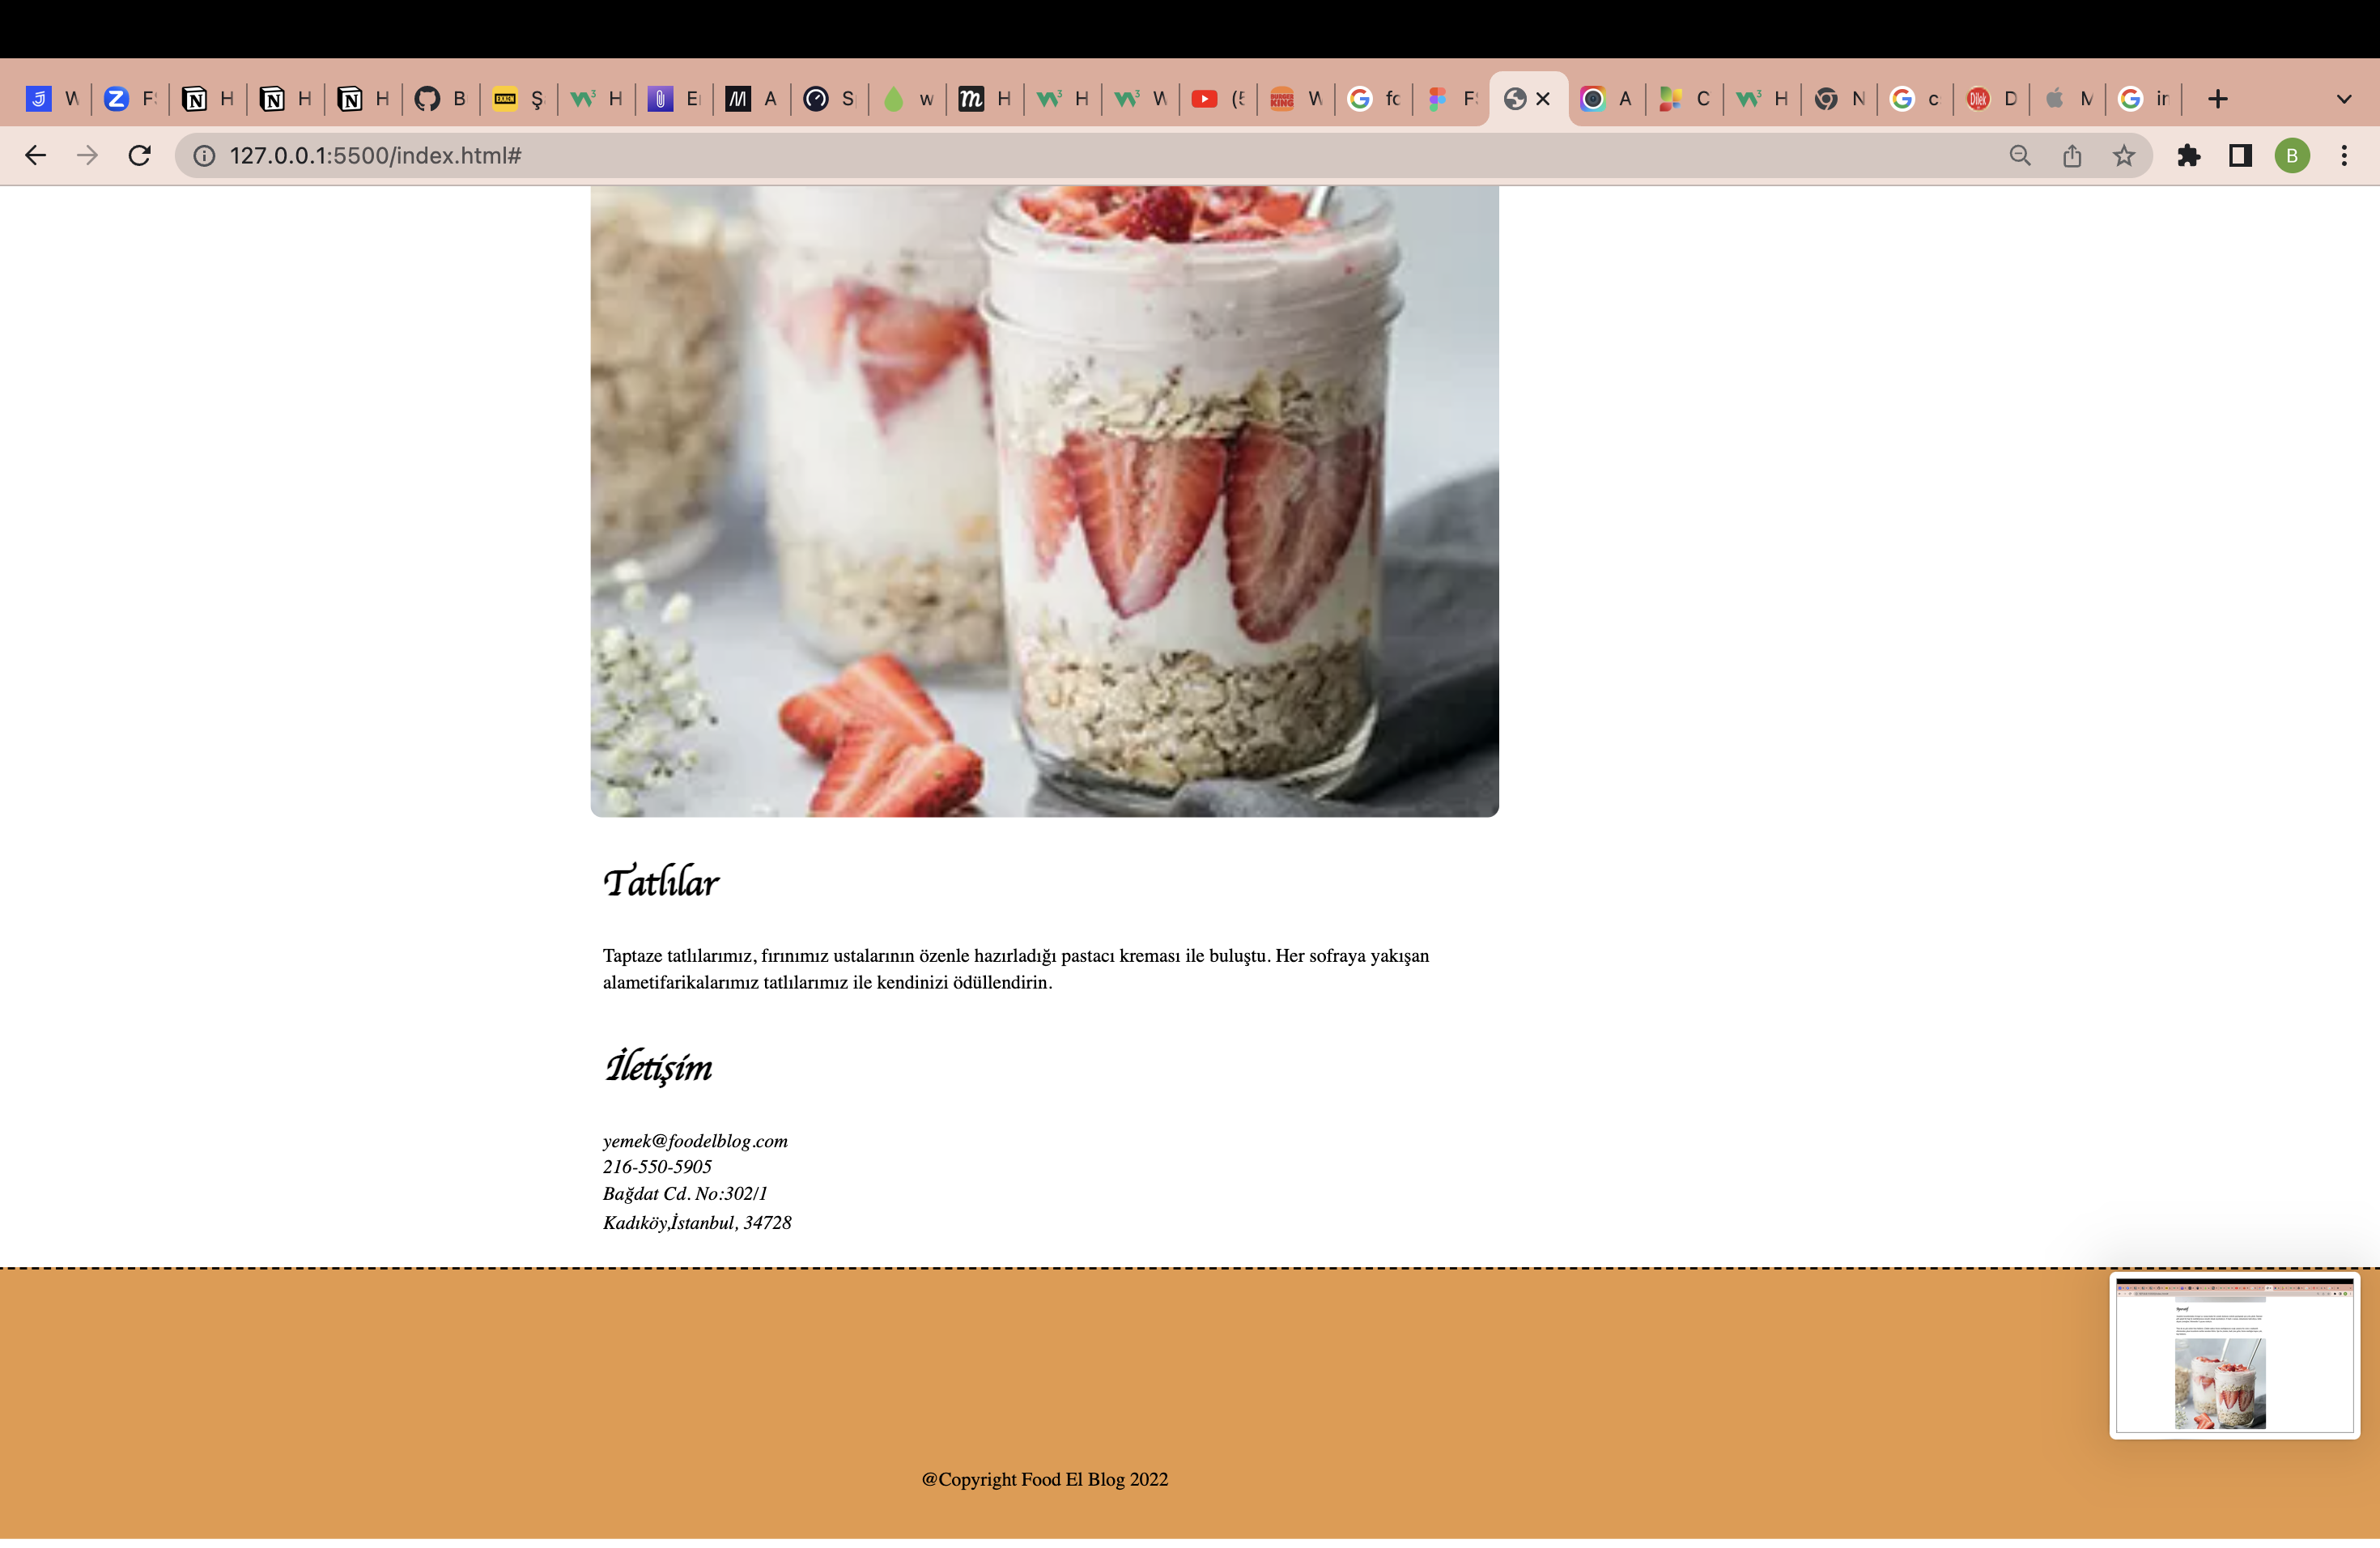 W F H H H B Ş H E A S w H H W (5 W fc F A C H N c D M ir
127.0.0.1:5500/index.html#
B
Tatlılar
Taptaze tatlılarımız, fırınımız ustalarının özenle hazırladığı pastacı kreması ile buluştu. Her sofraya yakışan
alametifarikalarımız tatlılarımız ile kendinizi ödüllendirin.
İletişim
yemek@foodelblog.com
216-550-5905
Bağdat Cd. No:302/1
Kadıköy,İstanbul, 34728
@Copyright Food El Blog 2022